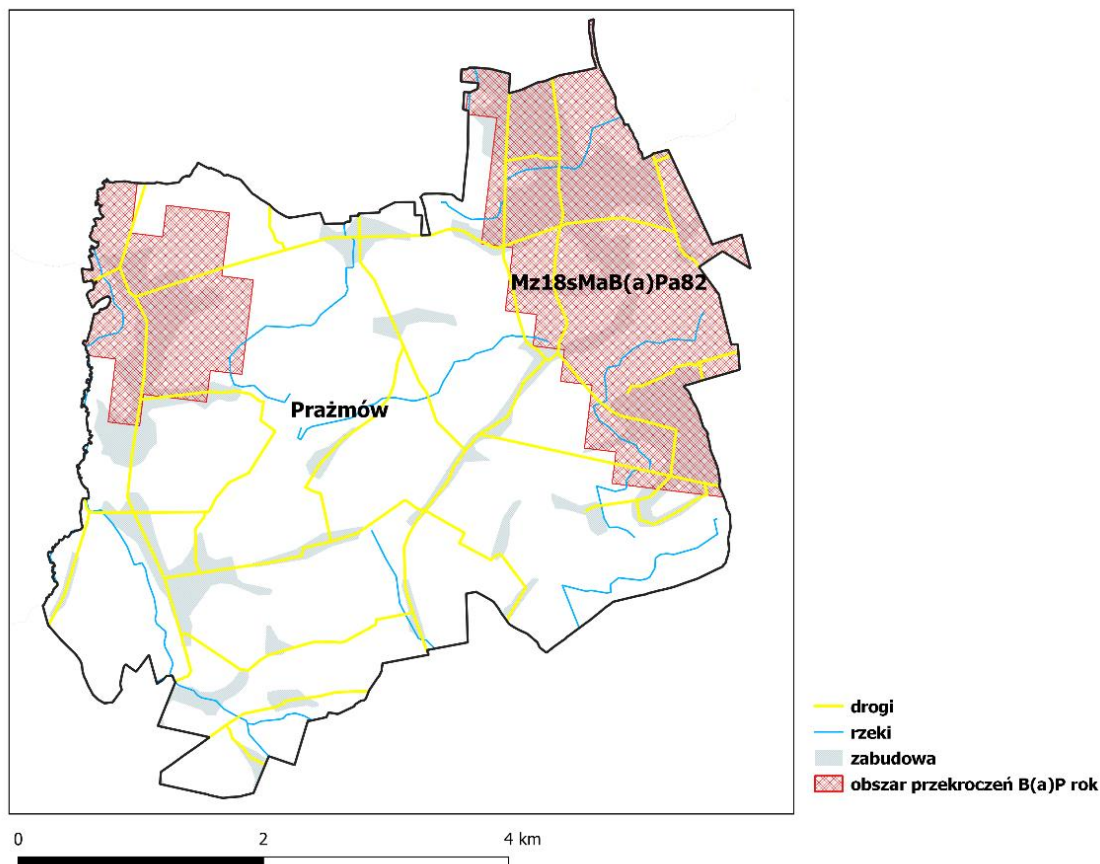 Mz18sMaB(a)Pa82
Prażmów
drogi
rzeki
zabudowa
obszar przekroczeń B(a)P rok
0 2 4 km